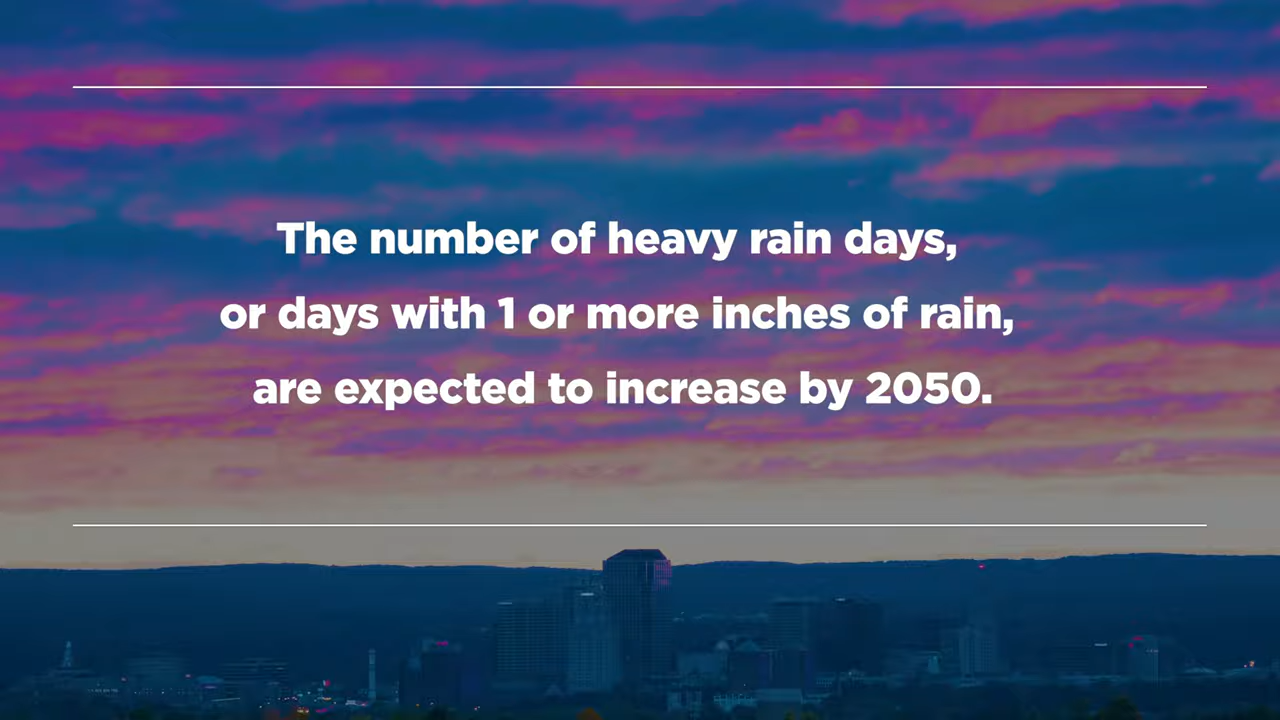 The number of heavy rain days,
or days with 1 or more inches of rain,
are expected to increase by 2050.